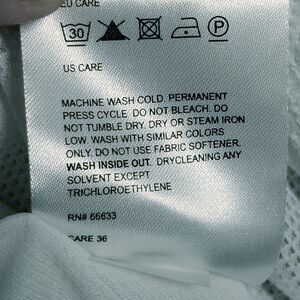 EU CARE
30 P
US CARE
MACHINE WASH COLD. PERMANENT
PRESS CYCLE. DO NOT BLEACH. DO
NOT TUMBLE DRY. DRY OR STEAM IRON
LOW. WASH WITH SIMILAR COLORS
ONLY. DO NOT USE FABRIC SOFTENER.
WASH INSIDE OUT. DRYCLEANING ANY
SOLVENT EXCEPT
TRICHLOROETHYLENE
RN# 66633
CARE 36